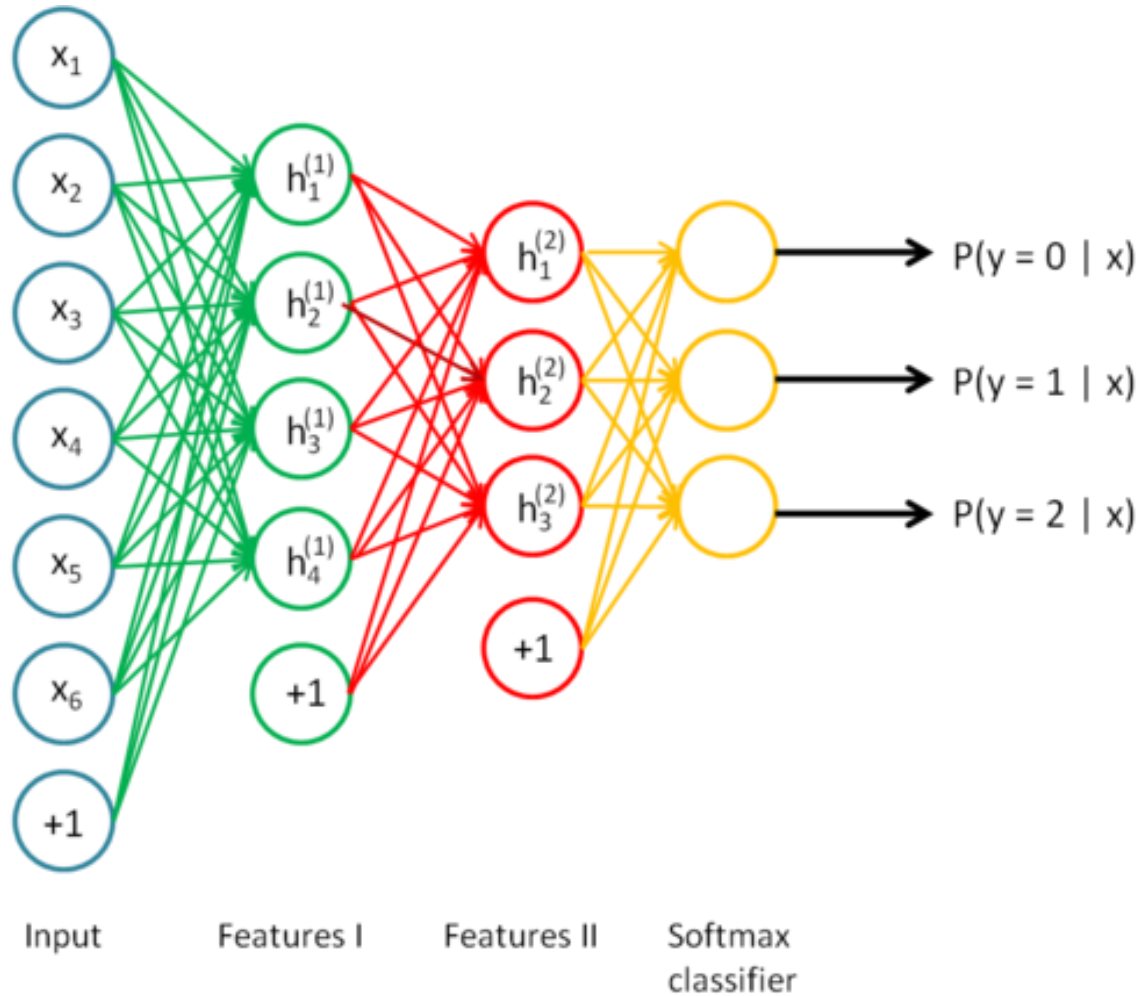 x₁
x₂
x₃
x₄
x₅
x₆
+1
Input
h₁⁽¹⁾
h₂⁽¹⁾
h₃⁽¹⁾
h₄⁽¹⁾
+1
Features I
h₁⁽²⁾
h₂⁽²⁾
h₃⁽²⁾
+1
Features II
Softmax
classifier
P(y = 0 | x)
P(y = 1 | x)
P(y = 2 | x)